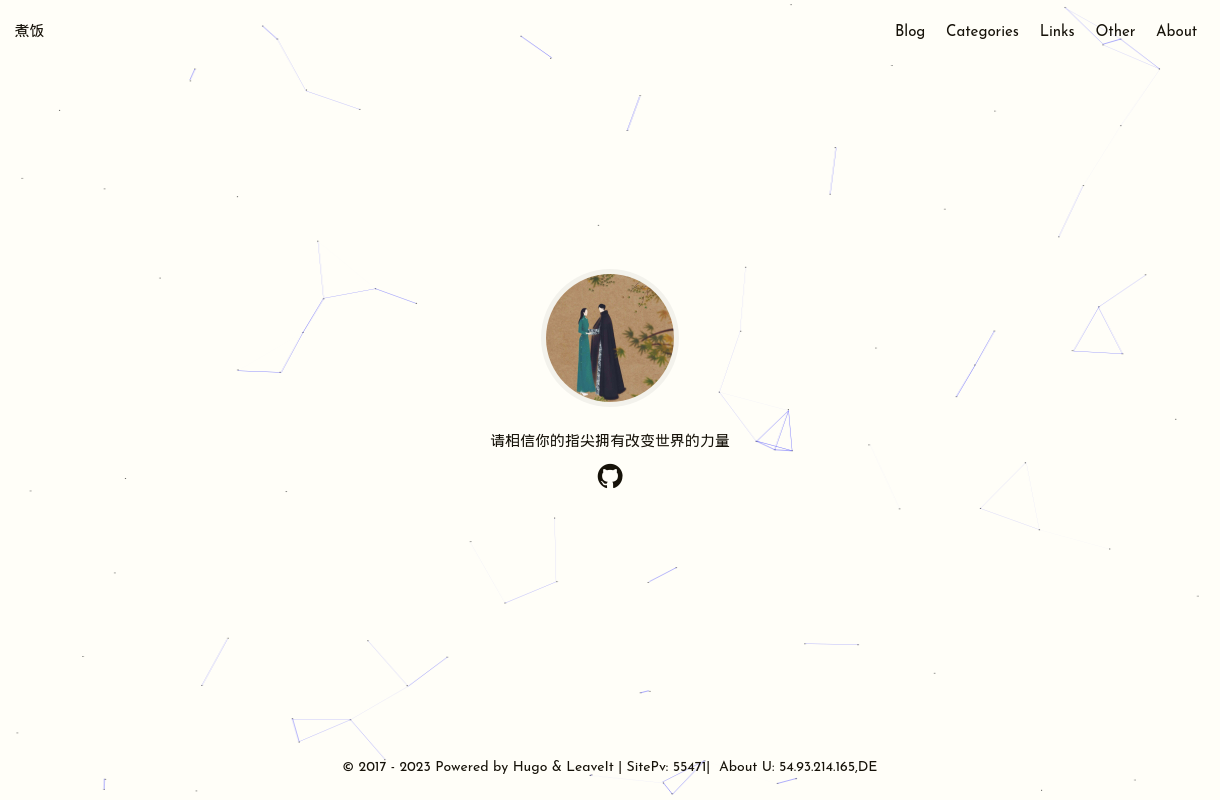 煮饭
Blog Categories Links Other About
请相信你的指尖拥有改变世界的力量
© 2017 - 2023 Powered by Hugo & LeaveIt | SitePv: 55471| About U: 54.93.214.165,DE